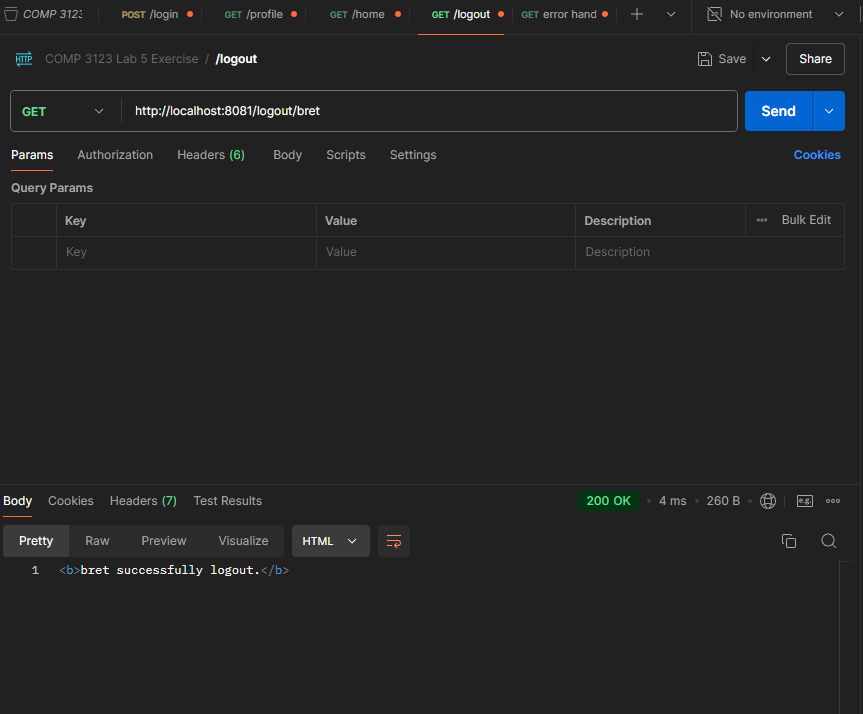 COMP 3123 POST /login GET /profile GET /home GET /logout GET error hand No environment
HTTP COMP 3123 Lab 5 Exercise / /logout Save Share
GET http://localhost:8081/logout/bret Send
Params Authorization Headers (6) Body Scripts Settings Cookies
Query Params
Key Value Description Bulk Edit
Key Value Description
Body Cookies Headers (7) Test Results 200 OK 4 ms 260 B e.g.
Pretty Raw Preview Visualize HTML
1 <b>bret successfully logout.</b>